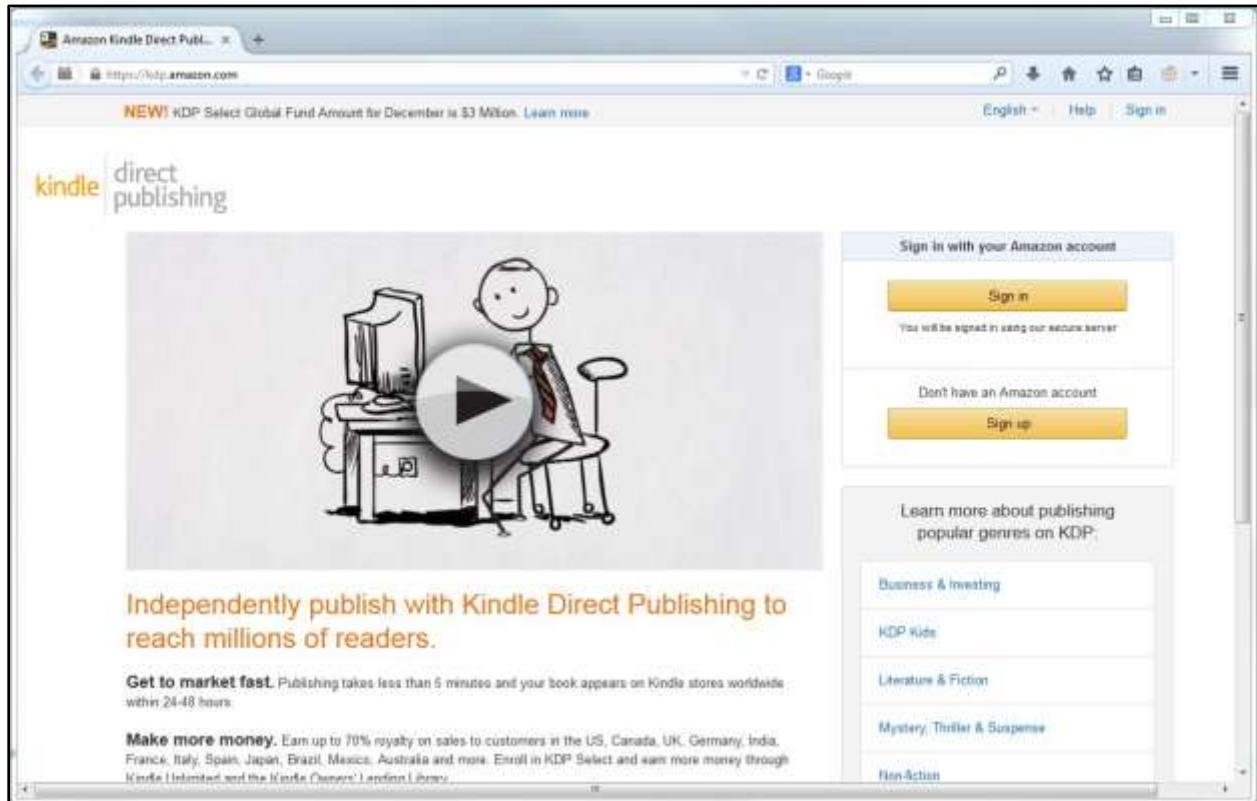 Amazon Kindle Direct Publ...
https://kdp.amazon.com
Google
NEW! KDP Select Global Fund Amount for December is $3 Million. Learn more
English
Help
Sign in
kindle
direct
publishing
Sign in with your Amazon account
Sign in
You will be signed in using our secure server
Don't have an Amazon account
Sign up
Learn more about publishing
popular genres on KDP:
Business & Investing
KDP Kids
Literature & Fiction
Mystery, Thriller & Suspense
Non-fiction
Independently publish with Kindle Direct Publishing to
reach millions of readers.
Get to market fast. Publishing takes less than 5 minutes and your book appears on Kindle stores worldwide
within 24-48 hours.
Make more money. Earn up to 70% royalty on sales to customers in the US, Canada, UK, Germany, India,
France, Italy, Spain, Japan, Brazil, Mexico, Australia and more. Enroll in KDP Select and earn more money through
Kindle Unlimited and the Kindle Owners' Lending Library.